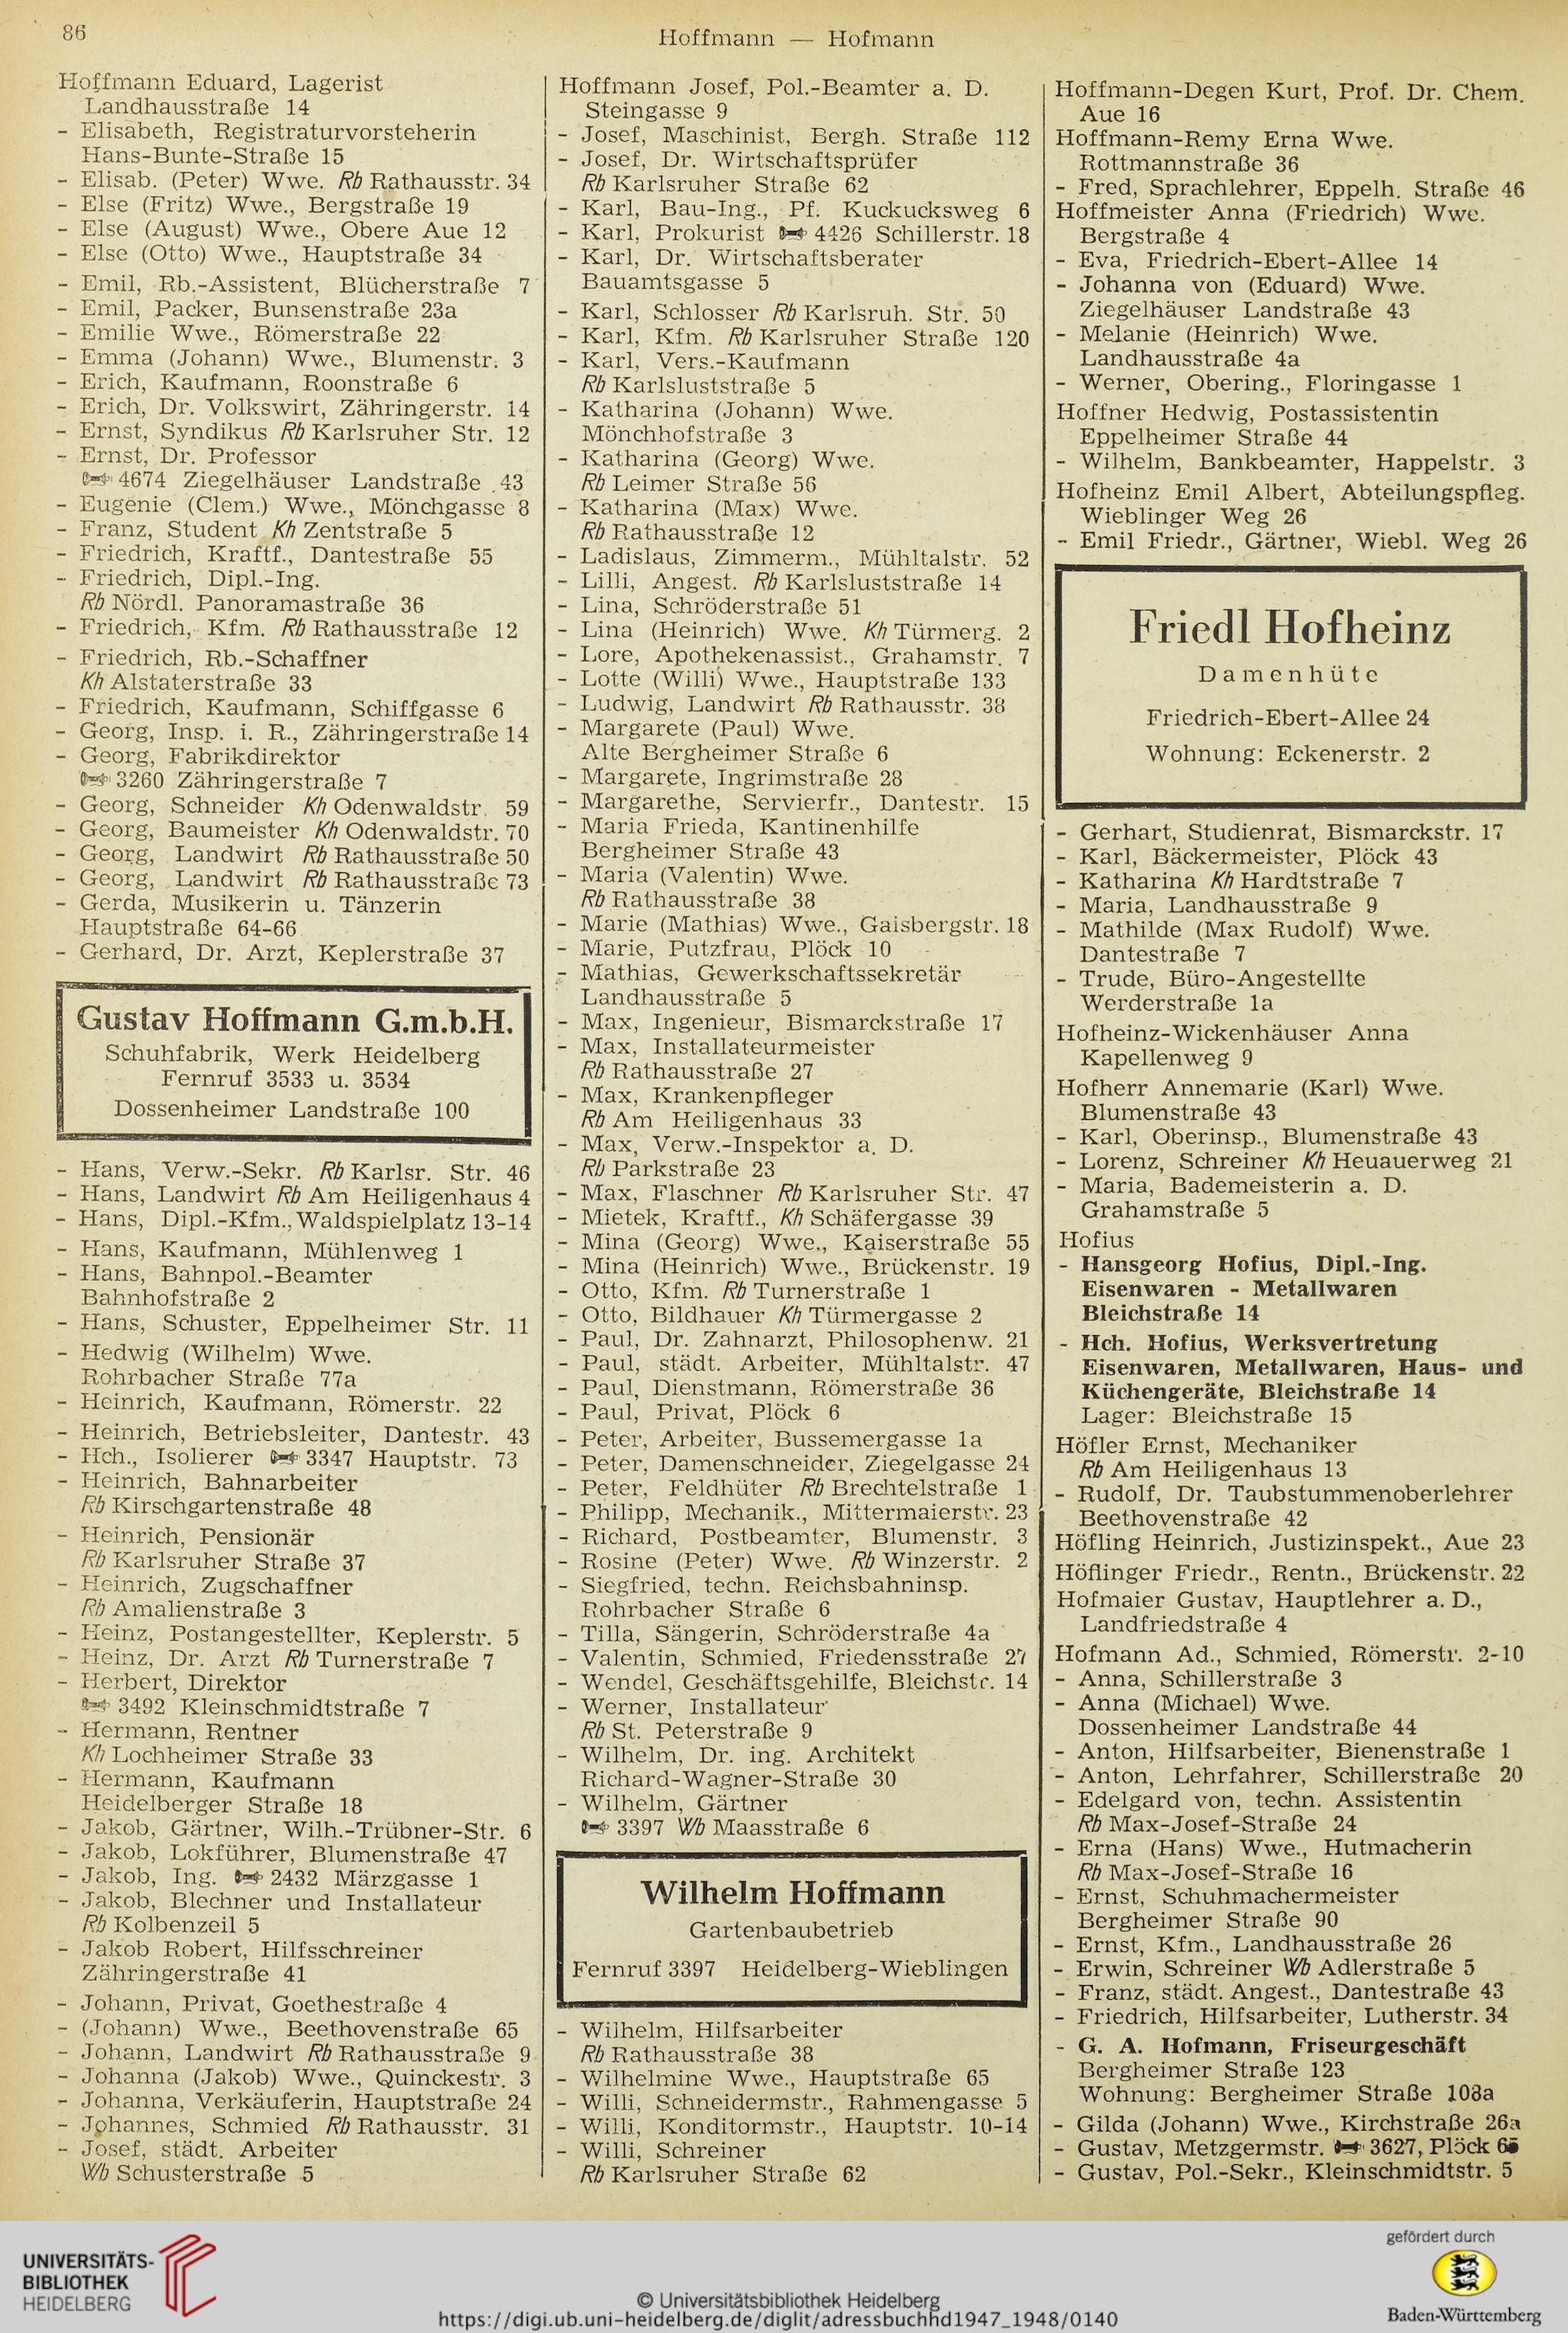 86
Hoffmann — Hofmann
Hoffmann Eduard, Lagerist
Landhausstraße 14
- Elisabeth, Registraturvorsteherin
Hans-Bunte-Straße 15
- Elisab. (Peter) Wwe. Rb Rathausstr. 34
- Else (Fritz) Wwe., Bergstraße 19
- Else (August) Wwe., Obere Aue 12
- Else (Otto) Wwe., Hauptstraße 34
- Emil, Rb.-Assistent, Blücherstraße 7
- Emil, Packer, Bunsenstraße 23a
- Emilie Wwe., Römerstraße 22
- Emma (Johann) Wwe., Blumenstr. 3
- Erich, Kaufmann, Roonstraße 6
- Erich, Dr. Volkswirt, Zähringerstr. 14
- Ernst, Syndikus Rb Karlsruher Str. 12
- Ernst, Dr. Professor
4674 Ziegelhäuser Landstraße 43
- Eugenie (Clem.) Wwe., Mönchgasse 8
- Franz, Student Kh Zentstraße 5
- Friedrich, Kraftf., Dantestraße 55
- Friedrich, Dipl.-Ing.
Rb Nördl. Panoramastraße 36
- Friedrich, Kfm. Rb Rathausstraße 12
- Friedrich, Rb.-Schaffner
Kh Alstaterstraße 33
- Friedrich, Kaufmann, Schiffgasse 6
- Georg, Insp. i. R., Zähringerstraße 14
- Georg, Fabrikdirektor
3260 Zähringerstraße 7
- Georg, Schneider Kh Odenwaldstr. 59
- Georg, Baumeister Kh Odenwaldstr. 70
- Georg, Landwirt Rb Rathausstraße 50
- Georg, Landwirt Rb Rathausstraße 73
- Gerda, Musikerin u. Tänzerin
Hauptstraße 64-66
- Gerhard, Dr. Arzt, Keplerstraße 37
Gustav Hoffmann G.m.b.H.
Schuhfabrik, Werk Heidelberg
Fernruf 3533 u. 3534
Dossenheimer Landstraße 100
- Hans, Verw.-Sekr. Rb Karlsr. Str. 46
- Hans, Landwirt Rb Am Heiligenhaus 4
- Hans, Dipl.-Kfm., Waldspielplatz 13-14
- Hans, Kaufmann, Mühlenweg 1
- Hans, Bahnpol.-Beamter
Bahnhofstraße 2
- Hans, Schuster, Eppelheimer Str. 11
- Hedwig (Wilhelm) Wwe.
Rohrbacher Straße 77a
- Heinrich, Kaufmann, Römerstr. 22
- Heinrich, Betriebsleiter, Dantestr. 43
- Hch., Isolierer 3347 Hauptstr. 73
- Heinrich, Bahnarbeiter
Rb Kirschgartenstraße 48
- Heinrich, Pensionär
Rb Karlsruher Straße 37
- Heinrich, Zugschaffner
Rb Amalienstraße 3
- Heinz, Postangestellter, Keplerstr. 5
- Heinz, Dr. Arzt Rb Turnerstraße 7
- Herbert, Direktor
3492 Kleinschmidtstraße 7
- Hermann, Rentner
Kh Lochheimer Straße 33
- Hermann, Kaufmann
Heidelberger Straße 18
- Jakob, Gärtner, Wilh.-Trübner-Str. 6
- Jakob, Lokführer, Blumenstraße 47
- Jakob, Ing. 2432 Märzgasse 1
- Jakob, Blechner und Installateur
Rb Kolbenzeil 5
- Jakob Robert, Hilfsschreiner
Zähringerstraße 41
- Johann, Privat, Goethestraße 4
- (Johann) Wwe., Beethovenstraße 65
- Johann, Landwirt Rb Rathausstraße 9
- Johanna (Jakob) Wwe., Quinckestr. 3
- Johanna, Verkäuferin, Hauptstraße 24
- Johannes, Schmied Rb Rathausstr. 31
- Josef, städt. Arbeiter
Wb Schusterstraße 5
Hoffmann Josef, Pol.-Beamter a. D.
Steingasse 9
- Josef, Maschinist, Bergh. Straße 112
- Josef, Dr. Wirtschaftsprüfer
Rb Karlsruher Straße 62
- Karl, Bau-Ing., Pf. Kuckucksweg 6
- Karl, Prokurist 4426 Schillerstr. 18
- Karl, Dr. Wirtschaftsberater
Bauamtsgasse 5
- Karl, Schlosser Rb Karlsruh. Str. 50
- Karl, Kfm. Rb Karlsruher Straße 120
- Karl, Vers.-Kaufmann
Rb Karlsluststraße 5
- Katharina (Johann) Wwe.
Mönchhofstraße 3
- Katharina (Georg) Wwe.
Rb Leimer Straße 56
- Katharina (Max) Wwe.
Rb Rathausstraße 12
- Ladislaus, Zimmerm., Mühltalstr. 52
- Lilli, Angest. Rb Karlsluststraße 14
- Lina, Schröderstraße 51
- Lina (Heinrich) Wwe. Kh Türmerg. 2
- Lore, Apothekenassist., Grahamstr. 7
- Lotte (Willi) Wwe., Hauptstraße 133
- Ludwig, Landwirt Rb Rathausstr. 38
- Margarete (Paul) Wwe.
Alte Bergheimer Straße 6
- Margarete, Ingrimstraße 28
- Margarethe, Servierfr., Dantestr. 15
- Maria Frieda, Kantinenhilfe
Bergheimer Straße 43
- Maria (Valentin) Wwe.
Rb Rathausstraße 38
- Marie (Mathias) Wwe., Gaisbergstr. 18
- Marie, Putzfrau, Plöck 10
- Mathias, Gewerkschaftssekretär
Landhausstraße 5
- Max, Ingenieur, Bismarckstraße 17
- Max, Installateurmeister
Rb Rathausstraße 27
- Max, Krankenpfleger
Rb Am Heiligenhaus 33
- Max, Verw.-Inspektor a. D.
Rb Parkstraße 23
- Max, Flaschner Rb Karlsruher Str. 47
- Mietek, Kraftf., Kh Schäfergasse 39
- Mina (Georg) Wwe., Kaiserstraße 55
- Mina (Heinrich) Wwe., Brückenstr. 19
- Otto, Kfm. Rb Turnerstraße 1
- Otto, Bildhauer Kh Türmergasse 2
- Paul, Dr. Zahnarzt, Philosophenw. 21
- Paul, städt. Arbeiter, Mühltalstr. 47
- Paul, Dienstmann, Römerstraße 36
- Paul, Privat, Plöck 6
- Peter, Arbeiter, Bussemergasse 1a
- Peter, Damenschneider, Ziegelgasse 24
- Peter, Feldhüter Rb Brechtelstraße 1
- Philipp, Mechanik., Mittermaierstr. 23
- Richard, Postbeamter, Blumenstr. 3
- Rosine (Peter) Wwe. Rb Winzerstr. 2
- Siegfried, techn. Reichsbahninsp.
Rohrbacher Straße 6
- Tilla, Sängerin, Schröderstraße 4a
- Valentin, Schmied, Friedensstraße 27
- Wendel, Geschäftsgehilfe, Bleichstr. 14
- Werner, Installateur
Rb St. Peterstraße 9
- Wilhelm, Dr. ing. Architekt
Richard-Wagner-Straße 30
- Wilhelm, Gärtner
3397 Wb Maasstraße 6
Wilhelm Hoffmann
Gartenbaubetrieb
Fernruf 3397 Heidelberg-Wieblingen
- Wilhelm, Hilfsarbeiter
Rb Rathausstraße 38
- Wilhelmine Wwe., Hauptstraße 65
- Willi, Schneidermstr., Rahmengasse 5
- Willi, Konditormstr., Hauptstr. 10-14
- Willi, Schreiner
Rb Karlsruher Straße 62
Hoffmann-Degen Kurt, Prof. Dr. Chem.
Aue 16
Hoffmann-Remy Erna Wwe.
Rottmannstraße 36
- Fred, Sprachlehrer, Eppelh. Straße 46
Hoffmeister Anna (Friedrich) Wwe.
Bergstraße 4
- Eva, Friedrich-Ebert-Allee 14
- Johanna von (Eduard) Wwe.
Ziegelhäuser Landstraße 43
- Melanie (Heinrich) Wwe.
Landhausstraße 4a
- Werner, Obering., Floringasse 1
Hoffner Hedwig, Postassistentin
Eppelheimer Straße 44
- Wilhelm, Bankbeamter, Happelstr. 3
Hofheinz Emil Albert, Abteilungspfleg.
Wieblinger Weg 26
- Emil Friedr., Gärtner, Wiebl. Weg 26
Friedl Hofheinz
Damenhüte
Friedrich-Ebert-Allee 24
Wohnung: Eckenerstr. 2
- Gerhart, Studienrat, Bismarckstr. 17
- Karl, Bäckermeister, Plöck 43
- Katharina Kh Hardtstraße 7
- Maria, Landhausstraße 9
- Mathilde (Max Rudolf) Wwe.
Dantestraße 7
- Trude, Büro-Angestellte
Werderstraße 1a
Hofheinz-Wickenhäuser Anna
Kapellenweg 9
Hofherr Annemarie (Karl) Wwe.
Blumenstraße 43
- Karl, Oberinsp., Blumenstraße 43
- Lorenz, Schreiner Kh Heuauerweg 21
- Maria, Bademeisterin a. D.
Grahamstraße 5
Hofius
- Hansgeorg Hofius, Dipl.-Ing.
Eisenwaren - Metallwaren
Bleichstraße 14
- Hch. Hofius, Werksvertretung
Eisenwaren, Metallwaren, Haus- und
Küchengeräte, Bleichstraße 14
Lager: Bleichstraße 15
Höfler Ernst, Mechaniker
Rb Am Heiligenhaus 13
- Rudolf, Dr. Taubstummenoberlehrer
Beethovenstraße 42
Höfling Heinrich, Justizinspekt., Aue 23
Höflinger Friedr., Rentn., Brückenstr. 22
Hofmaier Gustav, Hauptlehrer a. D.,
Landfriedstraße 4
Hofmann Ad., Schmied, Römerstr. 2-10
- Anna, Schillerstraße 3
- Anna (Michael) Wwe.
Dossenheimer Landstraße 44
- Anton, Hilfsarbeiter, Bienenstraße 1
- Anton, Lehrfahrer, Schillerstraße 20
- Edelgard von, techn. Assistentin
Rb Max-Josef-Straße 24
- Erna (Hans) Wwe., Hutmacherin
Rb Max-Josef-Straße 16
- Ernst, Schuhmachermeister
Bergheimer Straße 90
- Ernst, Kfm., Landhausstraße 26
- Erwin, Schreiner Wb Adlerstraße 5
- Franz, städt. Angest., Dantestraße 43
- Friedrich, Hilfsarbeiter, Lutherstr. 34
- G. A. Hofmann, Friseurgeschäft
Bergheimer Straße 123
Wohnung: Bergheimer Straße 108a
- Gilda (Johann) Wwe., Kirchstraße 26a
- Gustav, Metzgermstr. 3627, Plöck
- Gustav, Pol.-Sekr., Kleinschmidtstr. 5
UNIVERSITÄTS-
BIBLIOTHEK
HEIDELBERG
© Universitätsbibliothek Heidelberg
https://digi.ub.uni-heidelberg.de/diglit/adressbuchhd1947_1948/0140
gefördert durch
Baden-Württemberg